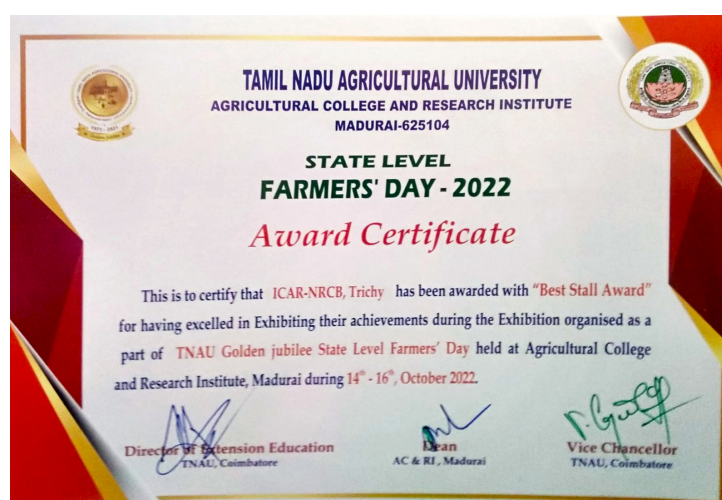 TAMIL NADU AGRICULTURAL UNIVERSITY
AGRICULTURAL COLLEGE AND RESEARCH INSTITUTE
MADURAI-625104
STATE LEVEL
FARMERS' DAY - 2022
Award Certificate
This is to certify that ICAR-NRCB, Trichy has been awarded with "Best Stall Award"
for having excelled in Exhibiting their achievements during the Exhibition organised as a
part of TNAU Golden jubilee State Level Farmers' Day held at Agricultural College
and Research Institute, Madurai during 14th - 16th, October 2022.
Director of Extension Education
TNAU, Coimbatore
Dean
AC & RI, Madurai
Vice Chancellor
TNAU, Coimbatore